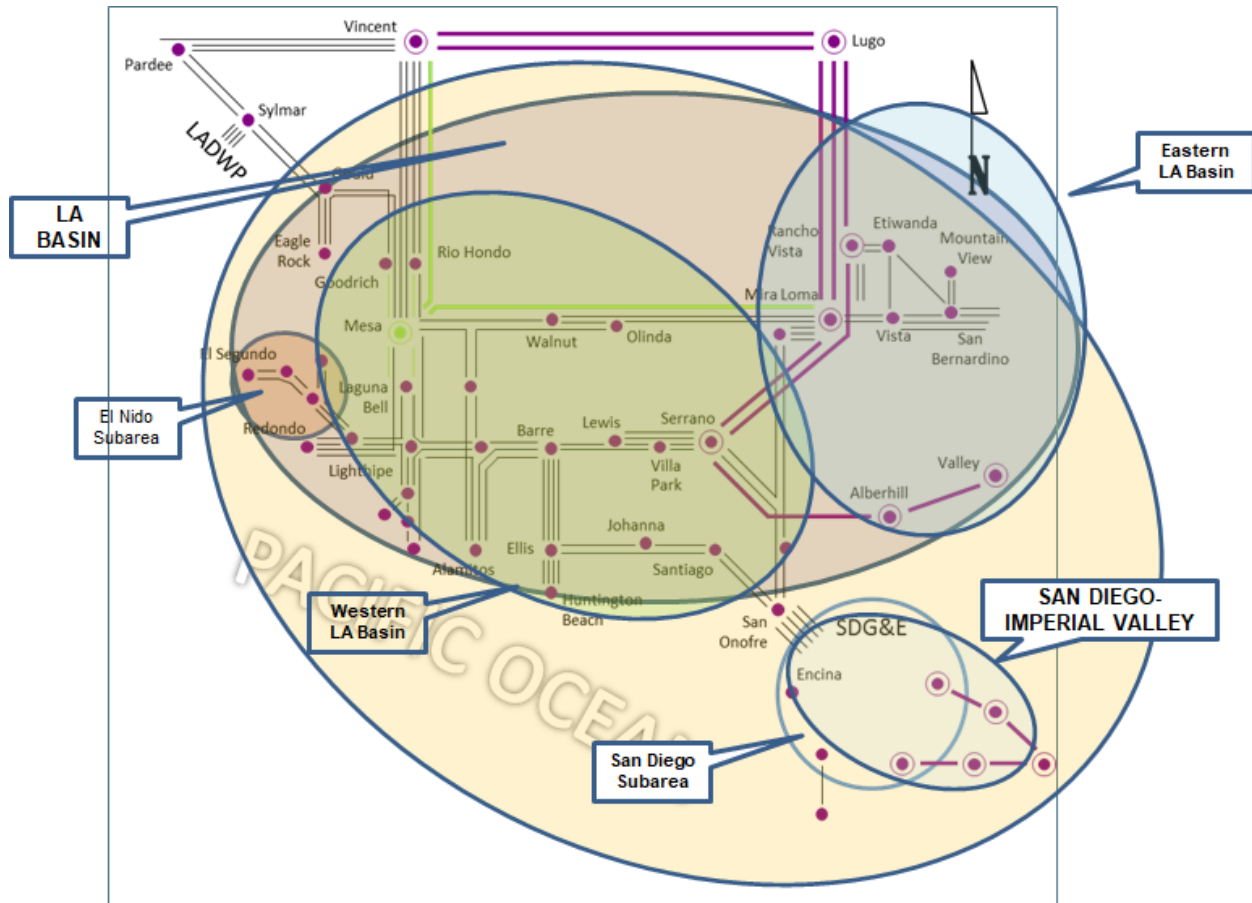 Vincent
Lugo
Pardee
Sylmar
LADWP
Eastern
LA Basin
N
LA
BASIN
Gould
Eagle
Rock
Goodrich
Rio Hondo
Rancho
Vista
Etiwanda
Mountain
View
Mira Loma
Mesa
Walnut
Olinda
Vista
San
Bernardino
El Segundo
El Nido
Subarea
Laguna
Bell
Redondo
Lighthipe
Barre
Lewis
Serrano
Villa
Park
Valley
Alberhill
Johanna
Ellis
Santiago
Alamitos
PACIFIC OCEAN
Western
LA Basin
Huntington
Beach
San
Onofre
SDG&E
SAN DIEGO-
IMPERIAL VALLEY
Encina
San Diego
Subarea